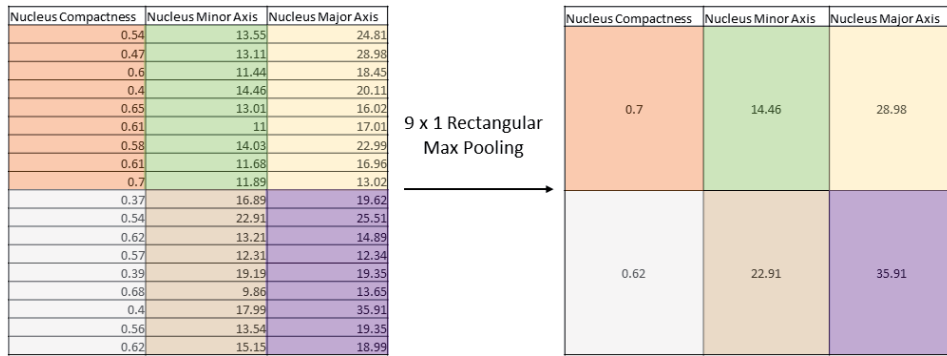 Nucleus Compactness Nucleus Minor Axis Nucleus Major Axis
0.54 13.55 24.81
0.47 13.11 28.98
0.6 11.44 18.45
0.4 14.46 20.11
0.65 13.01 16.02
0.61 11 17.01
0.58 14.03 22.99
0.61 11.68 16.96
0.7 11.89 13.02
0.37 16.89 19.62
0.54 22.91 25.51
0.62 13.21 14.89
0.57 12.31 12.34
0.39 19.19 19.35
0.68 9.86 13.65
0.4 17.99 35.91
0.56 13.54 19.35
0.62 15.15 18.99
9 x 1 Rectangular
Max Pooling
Nucleus Compactness Nucleus Minor Axis Nucleus Major Axis
0.7 14.46 28.98
0.62 22.91 35.91